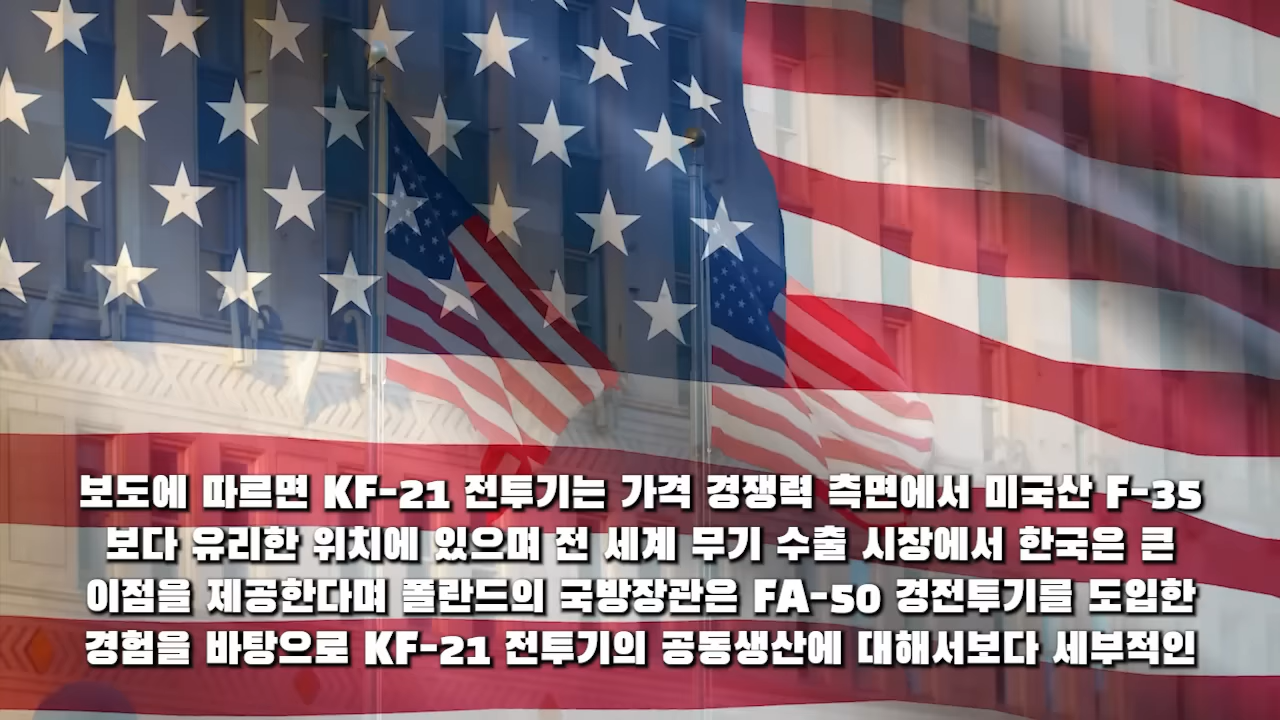 보도에 따르면 KF-21 전투기는 가격 경쟁력 측면에서 미국산 F-35
보다 유리한 위치에 있으며 전 세계 무기 수출 시장에서 한국은 큰
이점을 제공한다며 폴란드의 국방장관은 FA-50 경전투기를 도입한
경험을 바탕으로 KF-21 전투기의 공동생산에 대해서보다 세부적인